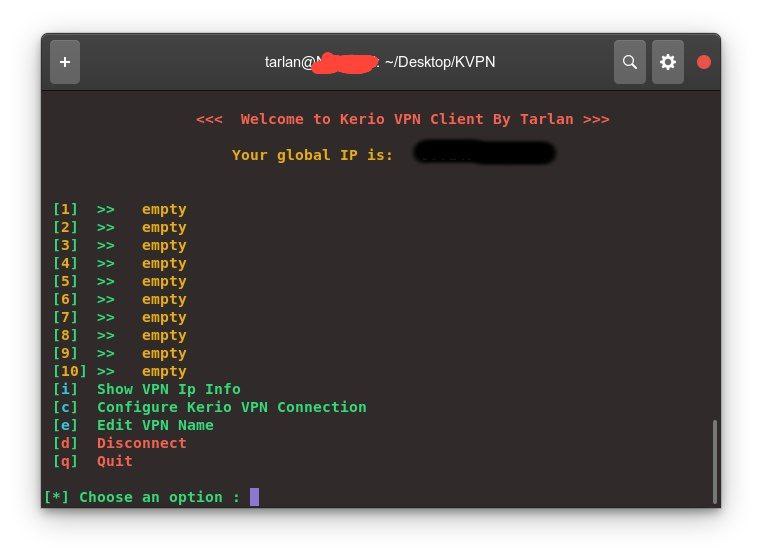 +
tarlan@ : ~/Desktop/KVPN
<<< Welcome to Kerio VPN Client By Tarlan >>>
Your global IP is:
[1] >> empty
[2] >> empty
[3] >> empty
[4] >> empty
[5] >> empty
[6] >> empty
[7] >> empty
[8] >> empty
[9] >> empty
[10] >> empty
[i] Show VPN Ip Info
[c] Configure Kerio VPN Connection
[e] Edit VPN Name
[d] Disconnect
[q] Quit
[*] Choose an option :